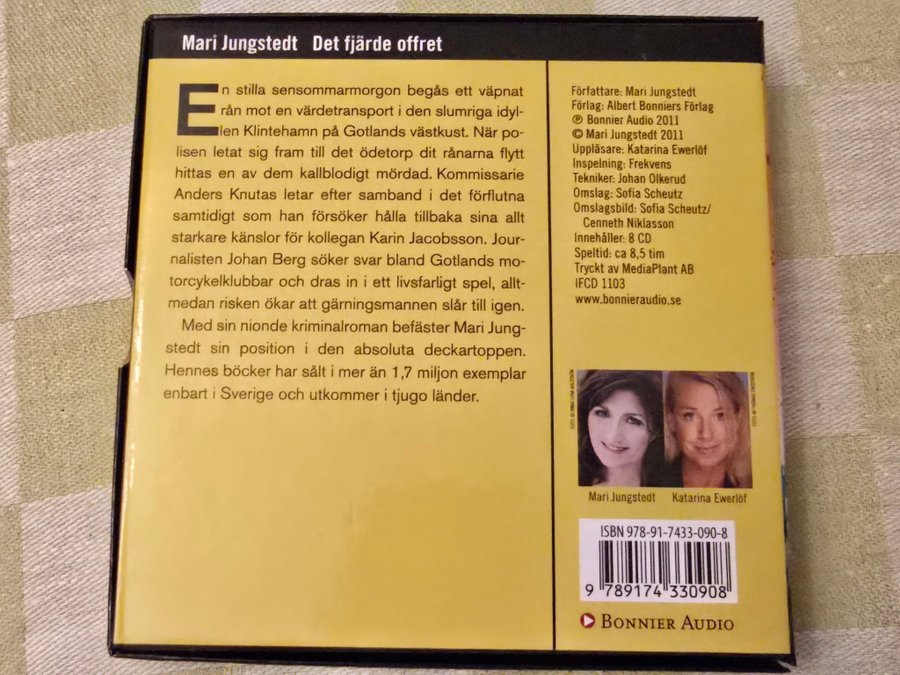 Mari Jungstedt Det fjärde offret
En stilla sensommarmorgon begås ett väpnat
rån mot en värdetransport i den slumriga idyl-
len Klintehamn på Gotlands västkust. När po-
lisen letat sig fram till det ödetorp dit rånarna flytt
hittas en av dem kallblodigt mördad. Kommissarie
Anders Knutas letar efter samband i det förflutna
samtidigt som han försöker hålla tillbaka sina allt
starkare känslor för kollegan Karin Jacobsson. Jour-
nalisten Johan Berg söker svar bland Gotlands mo-
torcykelklubbar och dras in i ett livsfarligt spel, allt-
medan risken ökar att gärningsmannen slår till igen.
Med sin nionde kriminalroman befäster Mari Jung-
stedt sin position i den absoluta deckartoppen.
Hennes böcker har sålt i mer än 1,7 miljon exemplar
enbart i Sverige och utkommer i tjugo länder.
Författare: Mari Jungstedt
Förlag: Albert Bonniers Förlag
℗ Bonnier Audio 2011
© Mari Jungstedt 2011
Uppläsare: Katarina Ewerlöf
Inspelning: Frekvens
Tekniker: Johan Olkerud
Omslag: Sofia Scheutz
Omslagsbild: Sofia Scheutz/
Cenneth Niklasson
Innehåller: 8 CD
Speltid: ca 8,5 tim
Tryckt av MediaPlant AB
IFCD 1103
www.bonnieraudio.se
Mari Jungstedt Katarina Ewerlöf
ISBN 978-91-7433-090-8
9 789174 330908
BONNIER AUDIO